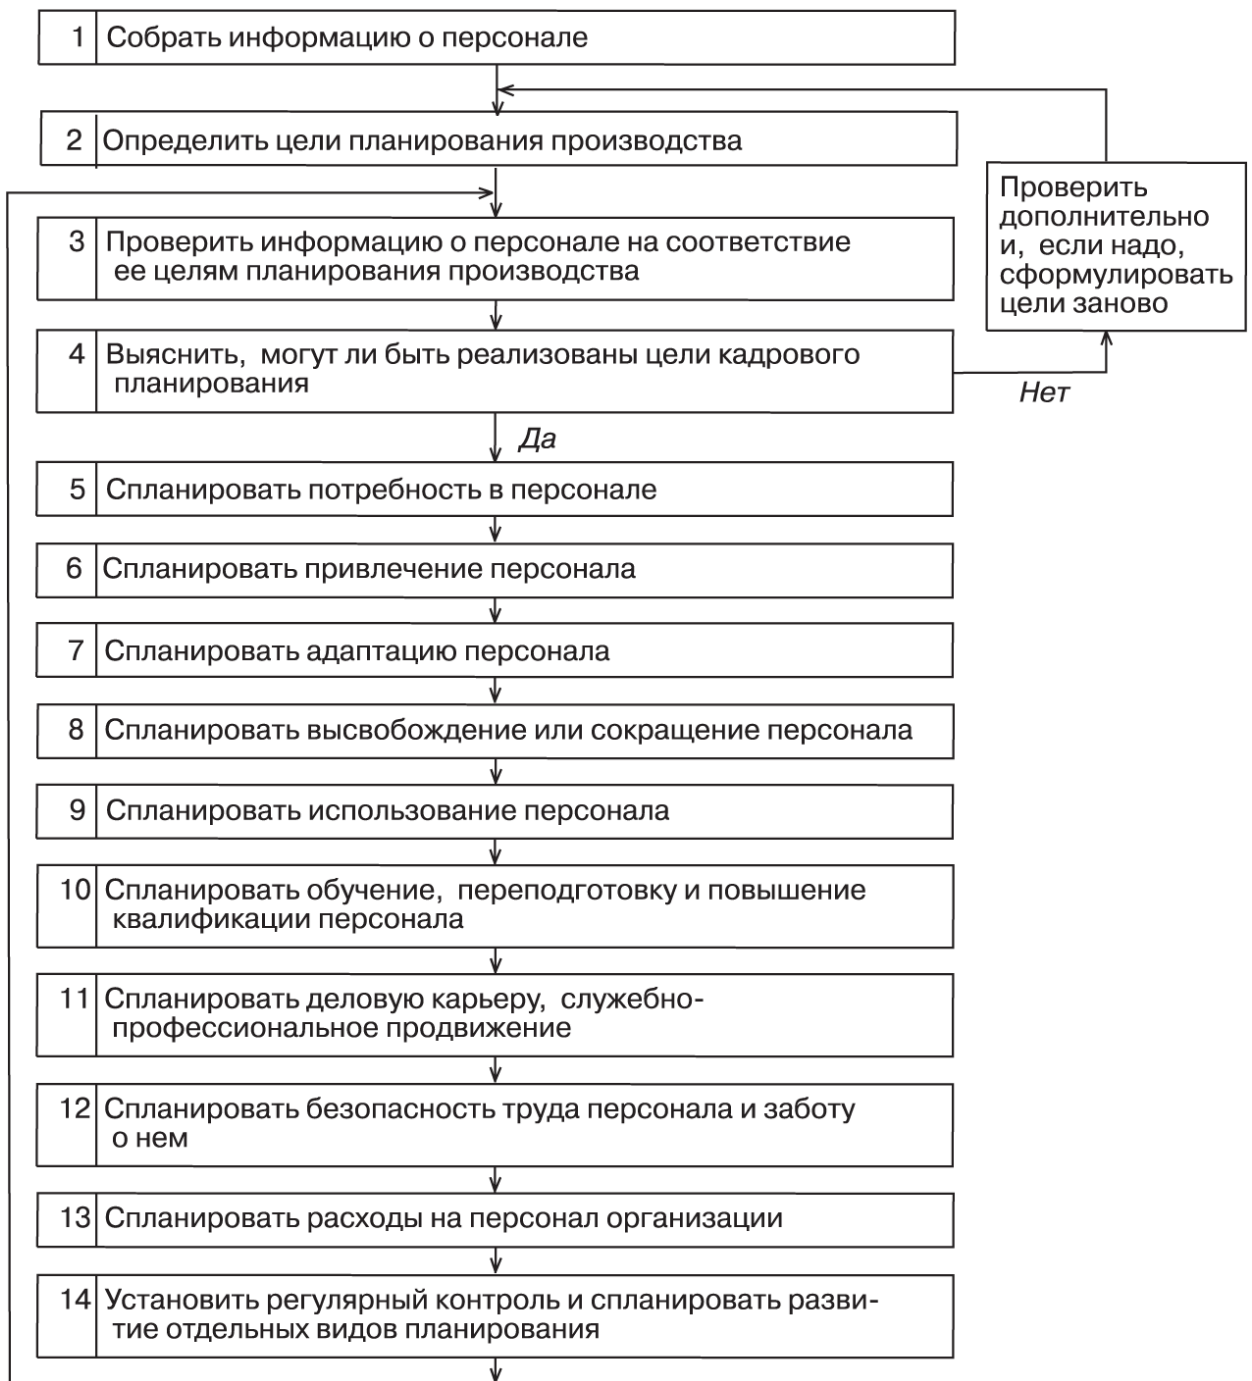 1 Собрать информацию о персонале
2 Определить цели планирования производства
Проверить
дополнительно
и, если надо,
сформулировать
цели заново
3 Проверить информацию о персонале на соответствие
ее целям планирования производства
4 Выяснить, могут ли быть реализованы цели кадрового
планирования
Нет
Да
5 Спланировать потребность в персонале
6 Спланировать привлечение персонала
7 Спланировать адаптацию персонала
8 Спланировать высвобождение или сокращение персонала
9 Спланировать использование персонала
10 Спланировать обучение, переподготовку и повышение
квалификации персонала
11 Спланировать деловую карьеру, служебно-
профессиональное продвижение
12 Спланировать безопасность труда персонала и заботу
о нем
13 Спланировать расходы на персонал организации
14 Установить регулярный контроль и спланировать разви-
тие отдельных видов планирования